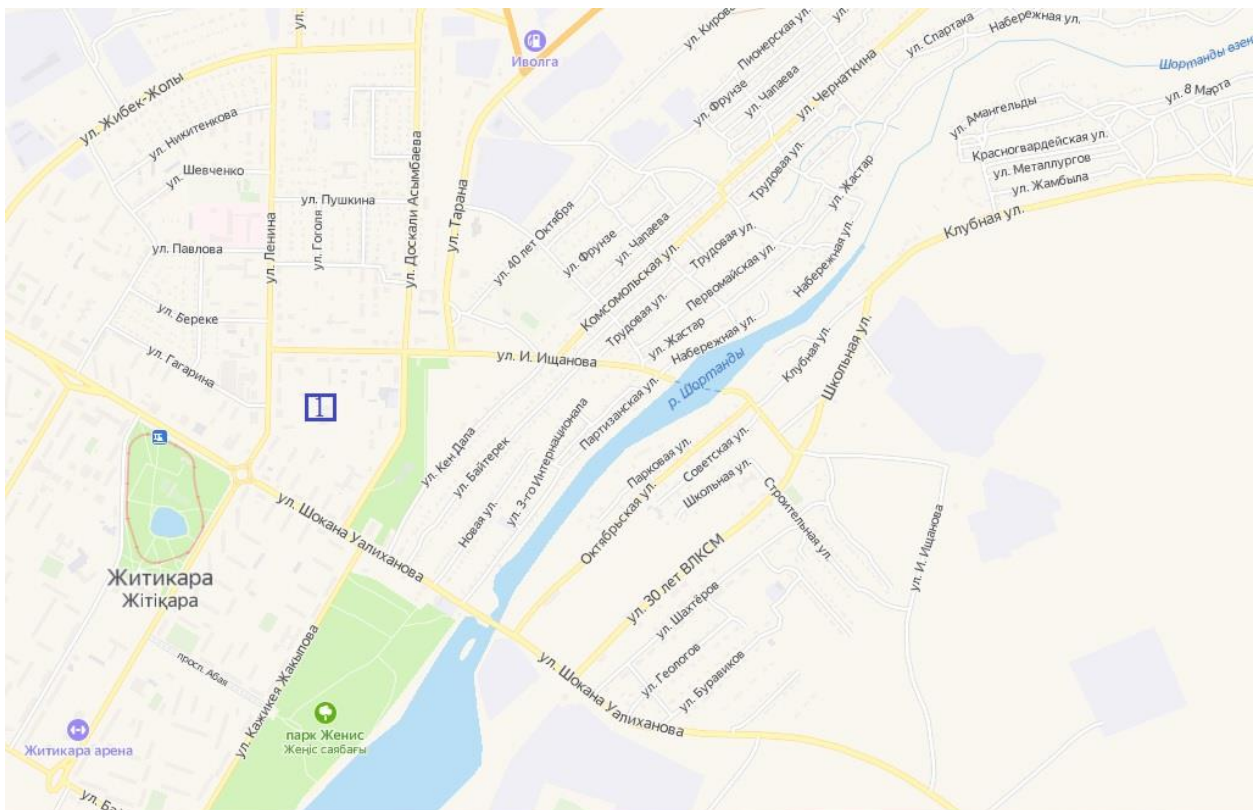 ул.
ул. Кирова
Пионерская ул.
ул.
ул. Спартака
Набережная ул.
Шортанды өзен
Иволга
ул. Жибек-Жолы
ул. Никитенкова
ул. Шевченко
ул. Пушкина
ул. Гоголя
ул. Павлова
ул. Ленина
ул. Береке
ул. Гагарина
ул. Доскали Асымбаева
ул. Тарана
ул. Фрунзе
ул. Чапаева
ул. Чернаткина
ул. Амангельды
ул. 8 Марта
Красногвардейская ул.
ул. Металлургов
ул. Жамбыла
Клубная ул.
Трудовая ул.
ул. Жастар
ул. 40 лет Октября
ул. Фрунзе
ул. Чапаева
Комсомольская ул.
Трудовая ул.
Первомайская ул.
Набережная ул.
Трудовая ул.
ул. Жастар
Набережная ул.
ул. И. Ищанова
р. Шортанды
Клубная ул.
Школьная ул.
1
Партизанская ул.
ул. 3-го Интернационала
ул. Кен Дала
ул. Байтерек
Новая ул.
Парковая ул.
Советская ул.
Школьная ул.
Октябрьская ул.
Строительная ул.
ул. И. Ищанова
ул. 30 лет ВЛКСМ
ул. Шахтёров
ул. Геологов
ул. Буравиков
ул. Шокана Уалиханова
ул. Шокана Уалиханова
Житикара
Жітіқара
просп. Абая
ул. Кажикея Жакыпова
парк Женис
Жеңіс саябағы
Житикара арена
ул.